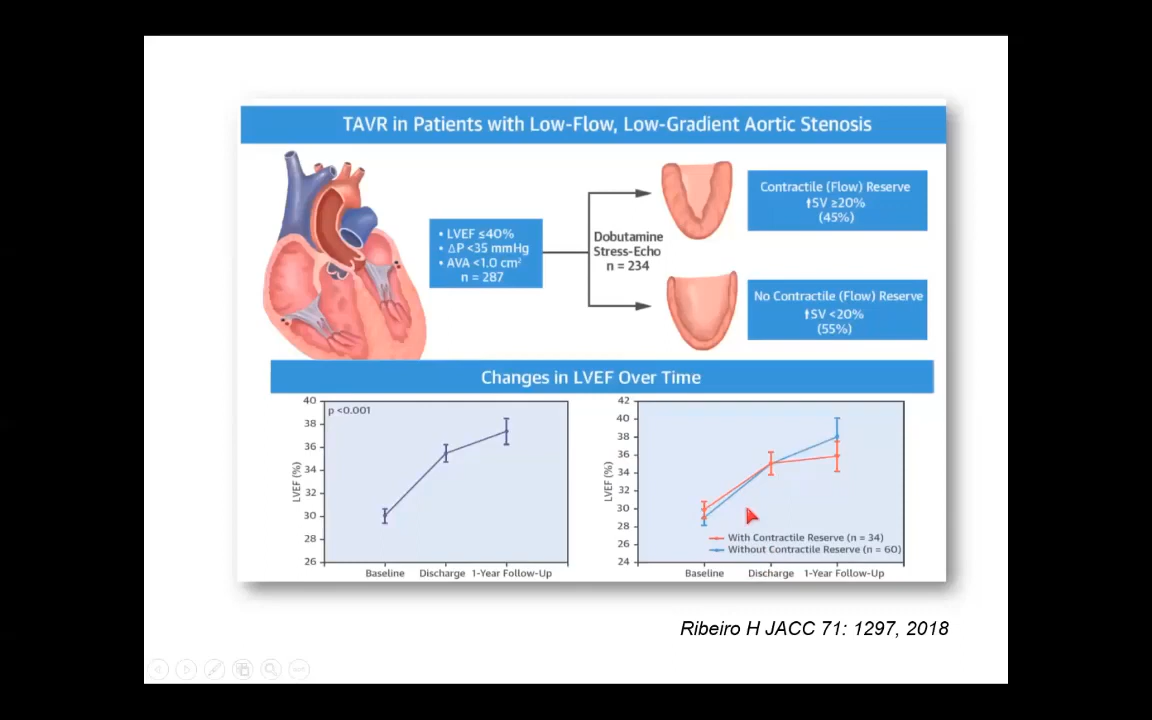 TAVR in Patients with Low-Flow, Low-Gradient Aortic Stenosis
• LVEF ≤40%
• ΔP <35 mmHg
• AVA <1.0 cm²
n = 287
Dobutamine
Stress-Echo
n = 234
Contractile (Flow) Reserve
↑SV ≥20%
(45%)
No Contractile (Flow) Reserve
↑SV <20%
(55%)
Changes in LVEF Over Time
p <0.001
LVEF (%)
40
38
36
34
32
30
28
26
Baseline
Discharge
1-Year Follow-Up
LVEF (%)
42
40
38
36
34
32
30
28
26
24
With Contractile Reserve (n = 34)
Without Contractile Reserve (n = 60)
Baseline
Discharge
1-Year Follow-Up
Ribeiro H JACC 71: 1297, 2018